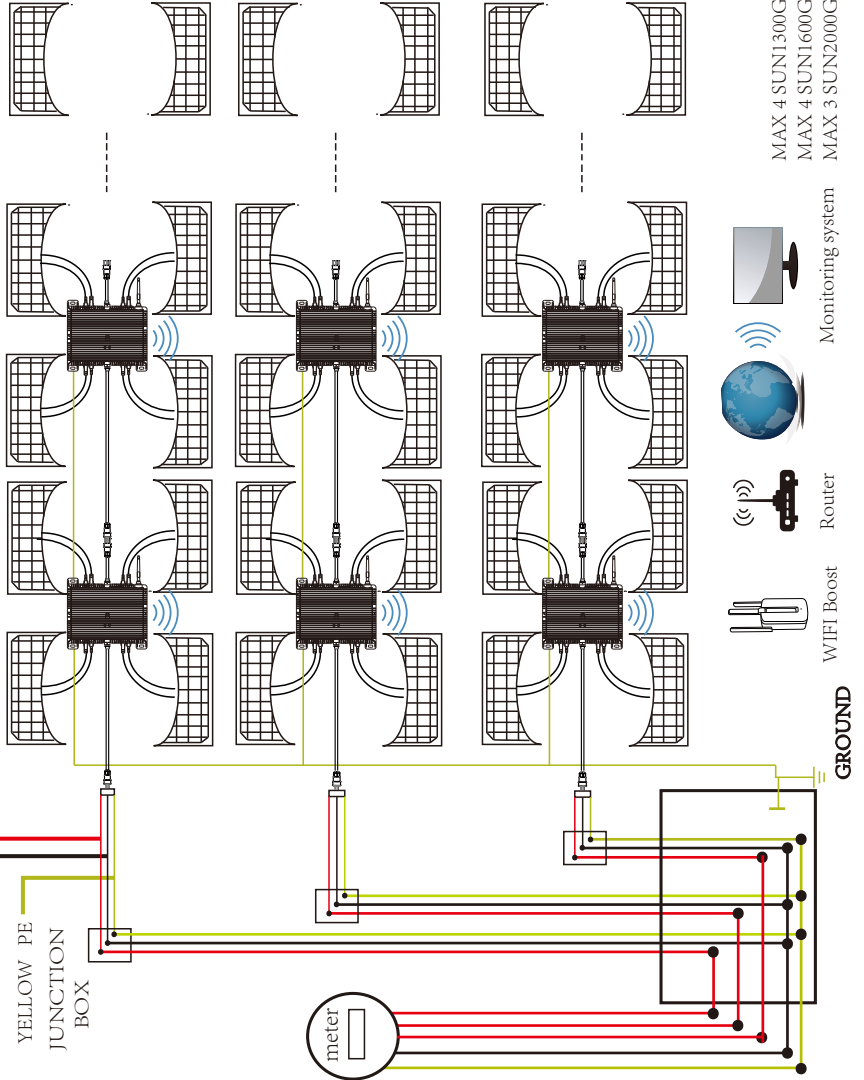 MAX 4 SUN1300G
MAX 4 SUN1600G
MAX 3 SUN2000G
Monitoring system
Router
WIFI Boost
GROUND
YELLOW PE
JUNCTION
BOX
meter